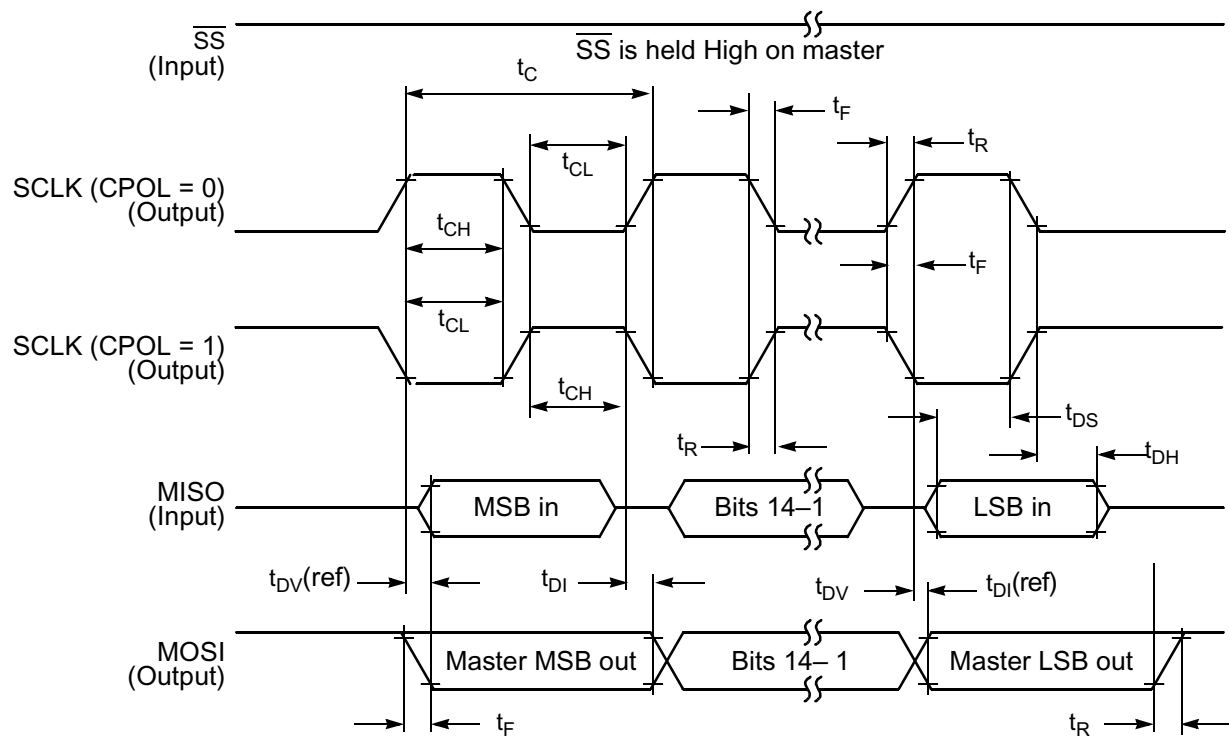 SS
(Input)
SS is held High on master
tC
tF
tR
tCL
SCLK (CPOL = 0)
(Output)
tCH
tF
tCL
SCLK (CPOL = 1)
(Output)
tCH
tDS
tR
tDH
MISO
(Input)
MSB in
Bits 14–1
LSB in
tDV(ref)
tDI
tDV
tDI(ref)
MOSI
(Output)
Master MSB out
Bits 14– 1
Master LSB out
tF
tR